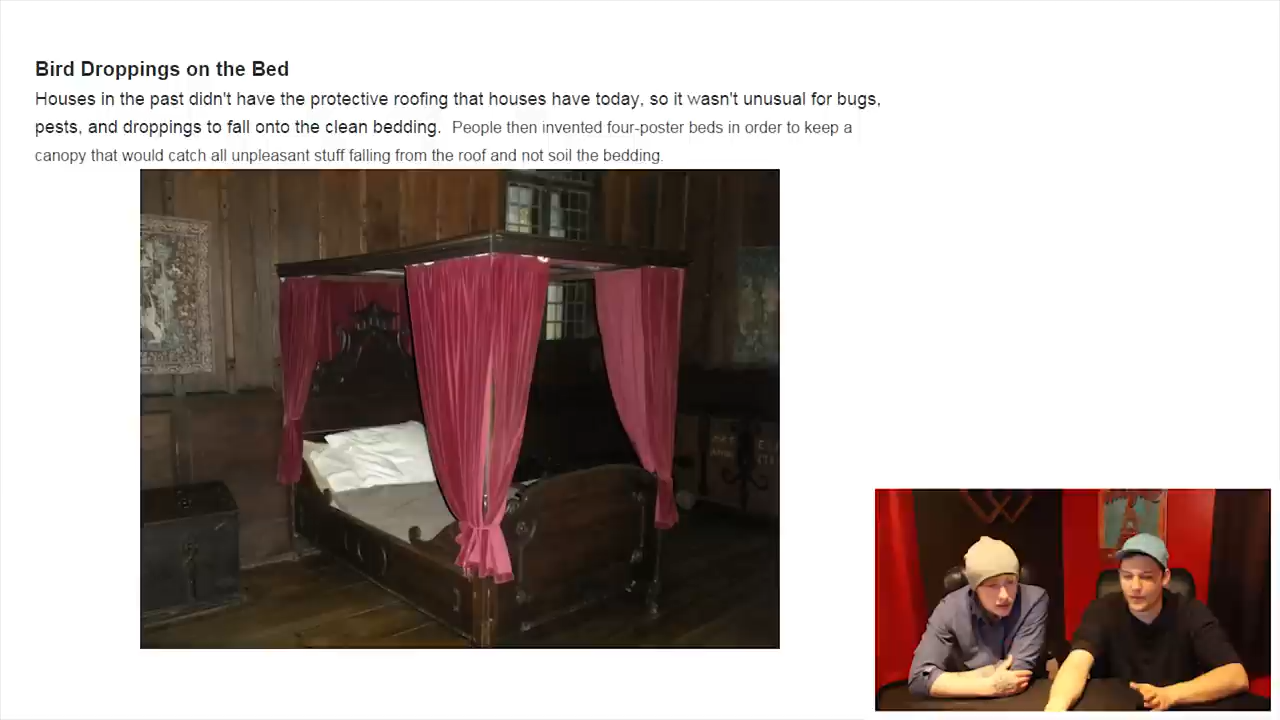 Bird Droppings on the Bed
Houses in the past didn't have the protective roofing that houses have today, so it wasn't unusual for bugs,
pests, and droppings to fall onto the clean bedding. People then invented four-poster beds in order to keep a
canopy that would catch all unpleasant stuff falling from the roof and not soil the bedding.